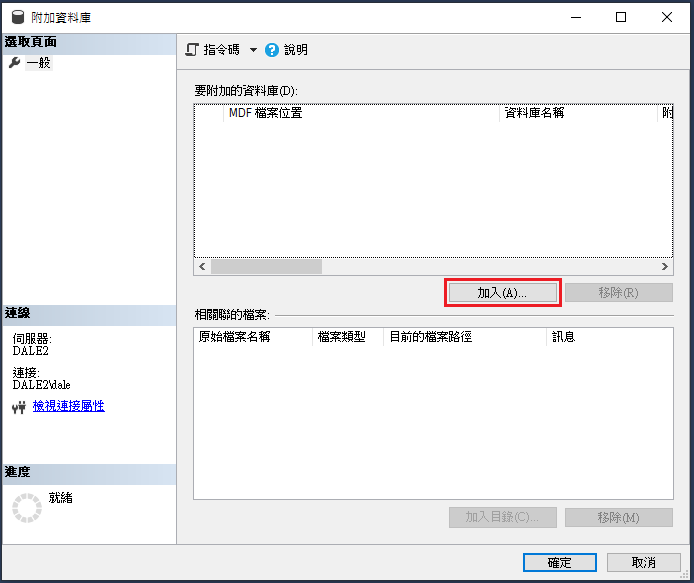 附加資料庫
選取頁面
一般
指令碼
說明
要附加的資料庫(D):
MDF 檔案位置
資料庫名稱
附
加入(A)...
移除(R)
相關聯的檔案:
原始檔案名稱
檔案類型
目前的檔案路徑
訊息
加入目錄(C)...
移除(M)
連線
伺服器:
DALE2
連接:
DALE2\dale
檢視連接屬性
進度
就緒
確定
取消